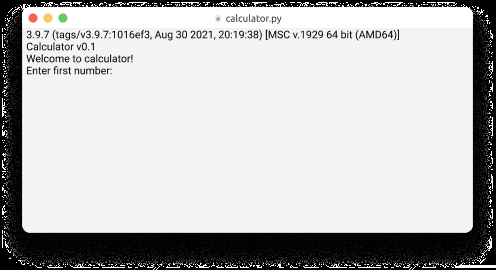 calculator.py
3.9.7 (tags/v3.9.7:1016ef3, Aug 30 2021, 20:19:38) [MSC v.1929 64 bit (AMD64)]
Calculator v0.1
Welcome to calculator!
Enter first number: